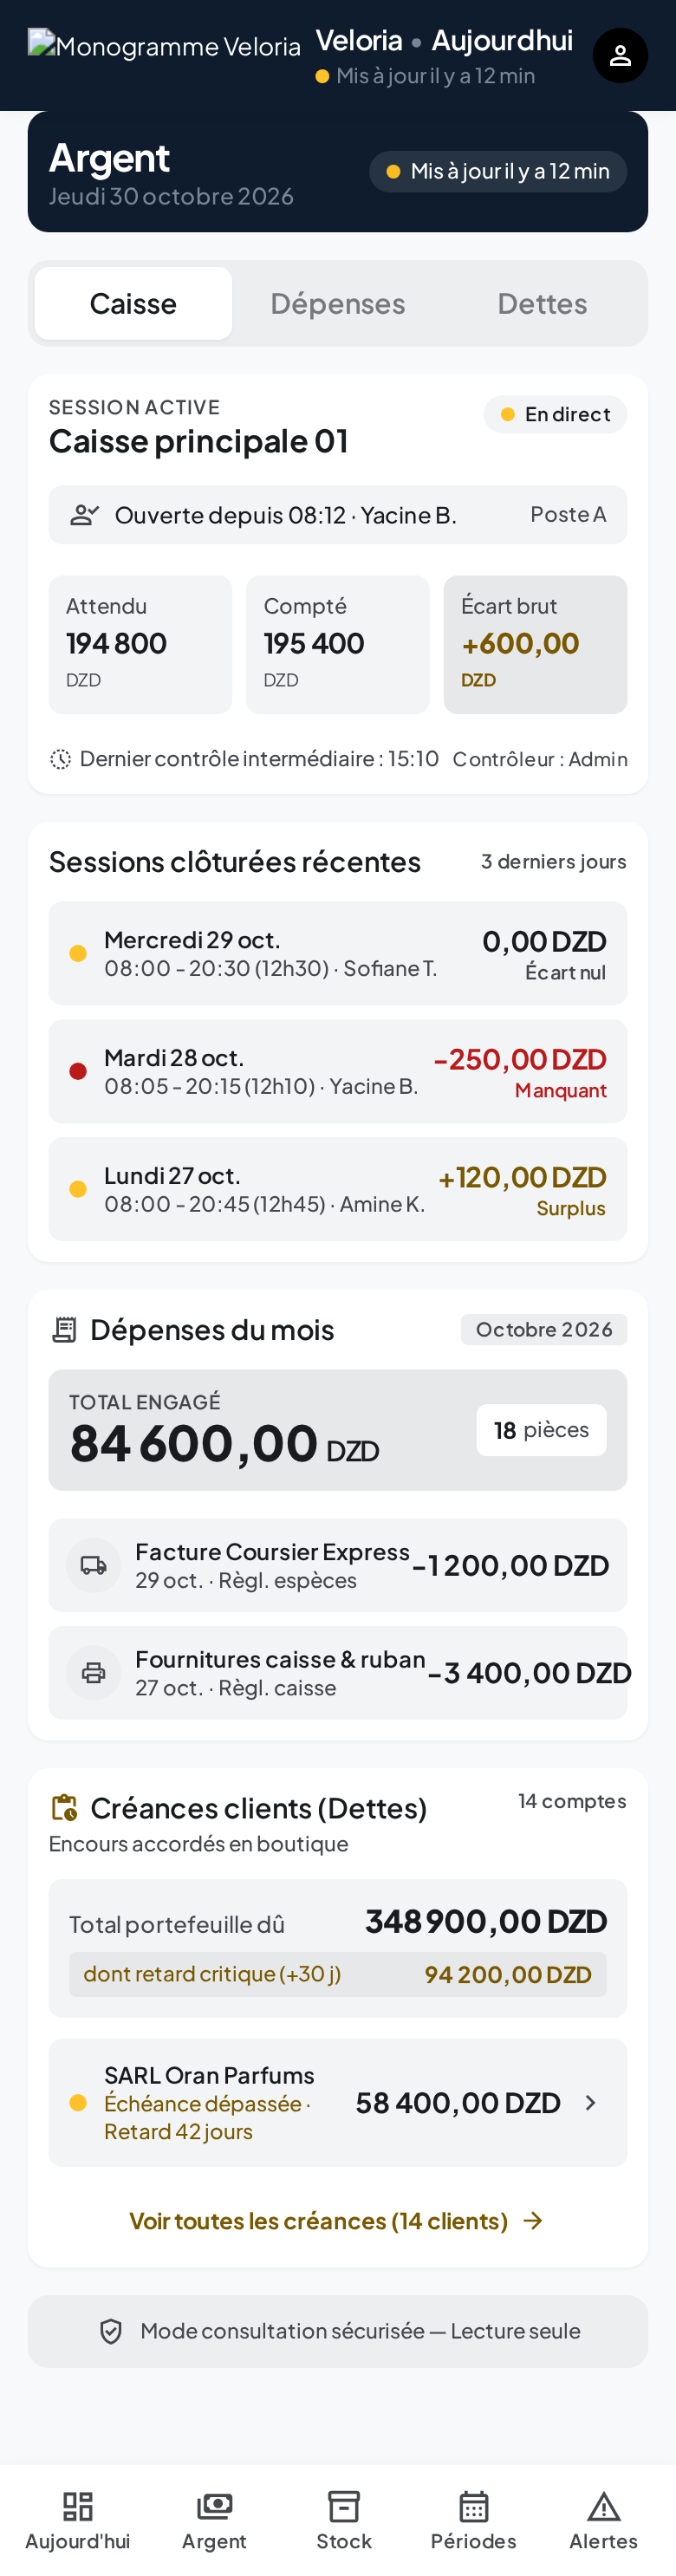 Monogramme Veloria
Veloria • Aujourd'hui
Mis à jour il y a 12 min
Argent
Jeudi 30 octobre 2026
Mis à jour il y a 12 min
Caisse
Dépenses
Dettes
SESSION ACTIVE
Caisse principale 01
En direct
Ouverte depuis 08:12 · Yacine B.
Poste A
Attendu
194 800
DZD
Compté
195 400
DZD
Écart brut
+600,00
DZD
Dernier contrôle intermédiaire : 15:10
Contrôleur : Admin
Sessions clôturées récentes
3 derniers jours
Mercredi 29 oct.
08:00 - 20:30 (12h30) · Sofiane T.
0,00 DZD
Écart nul
Mardi 28 oct.
08:05 - 20:15 (12h10) · Yacine B.
-250,00 DZD
Manquant
Lundi 27 oct.
08:00 - 20:45 (12h45) · Amine K.
+120,00 DZD
Surplus
Dépenses du mois
Octobre 2026
TOTAL ENGAGÉ
84 600,00 DZD
18 pièces
Facture Coursier Express
29 oct. · Règl. espèces
-1 200,00 DZD
Fournitures caisse & ruban
27 oct. · Règl. caisse
-3 400,00 DZD
Créances clients (Dettes)
14 comptes
Encours accordés en boutique
Total portefeuille dû
348 900,00 DZD
dont retard critique (+30 j)
94 200,00 DZD
SARL Oran Parfums
Échéance dépassée ·
Retard 42 jours
58 400,00 DZD
Voir toutes les créances (14 clients)
Mode consultation sécurisée — Lecture seule
Aujourd'hui
Argent
Stock
Périodes
Alertes